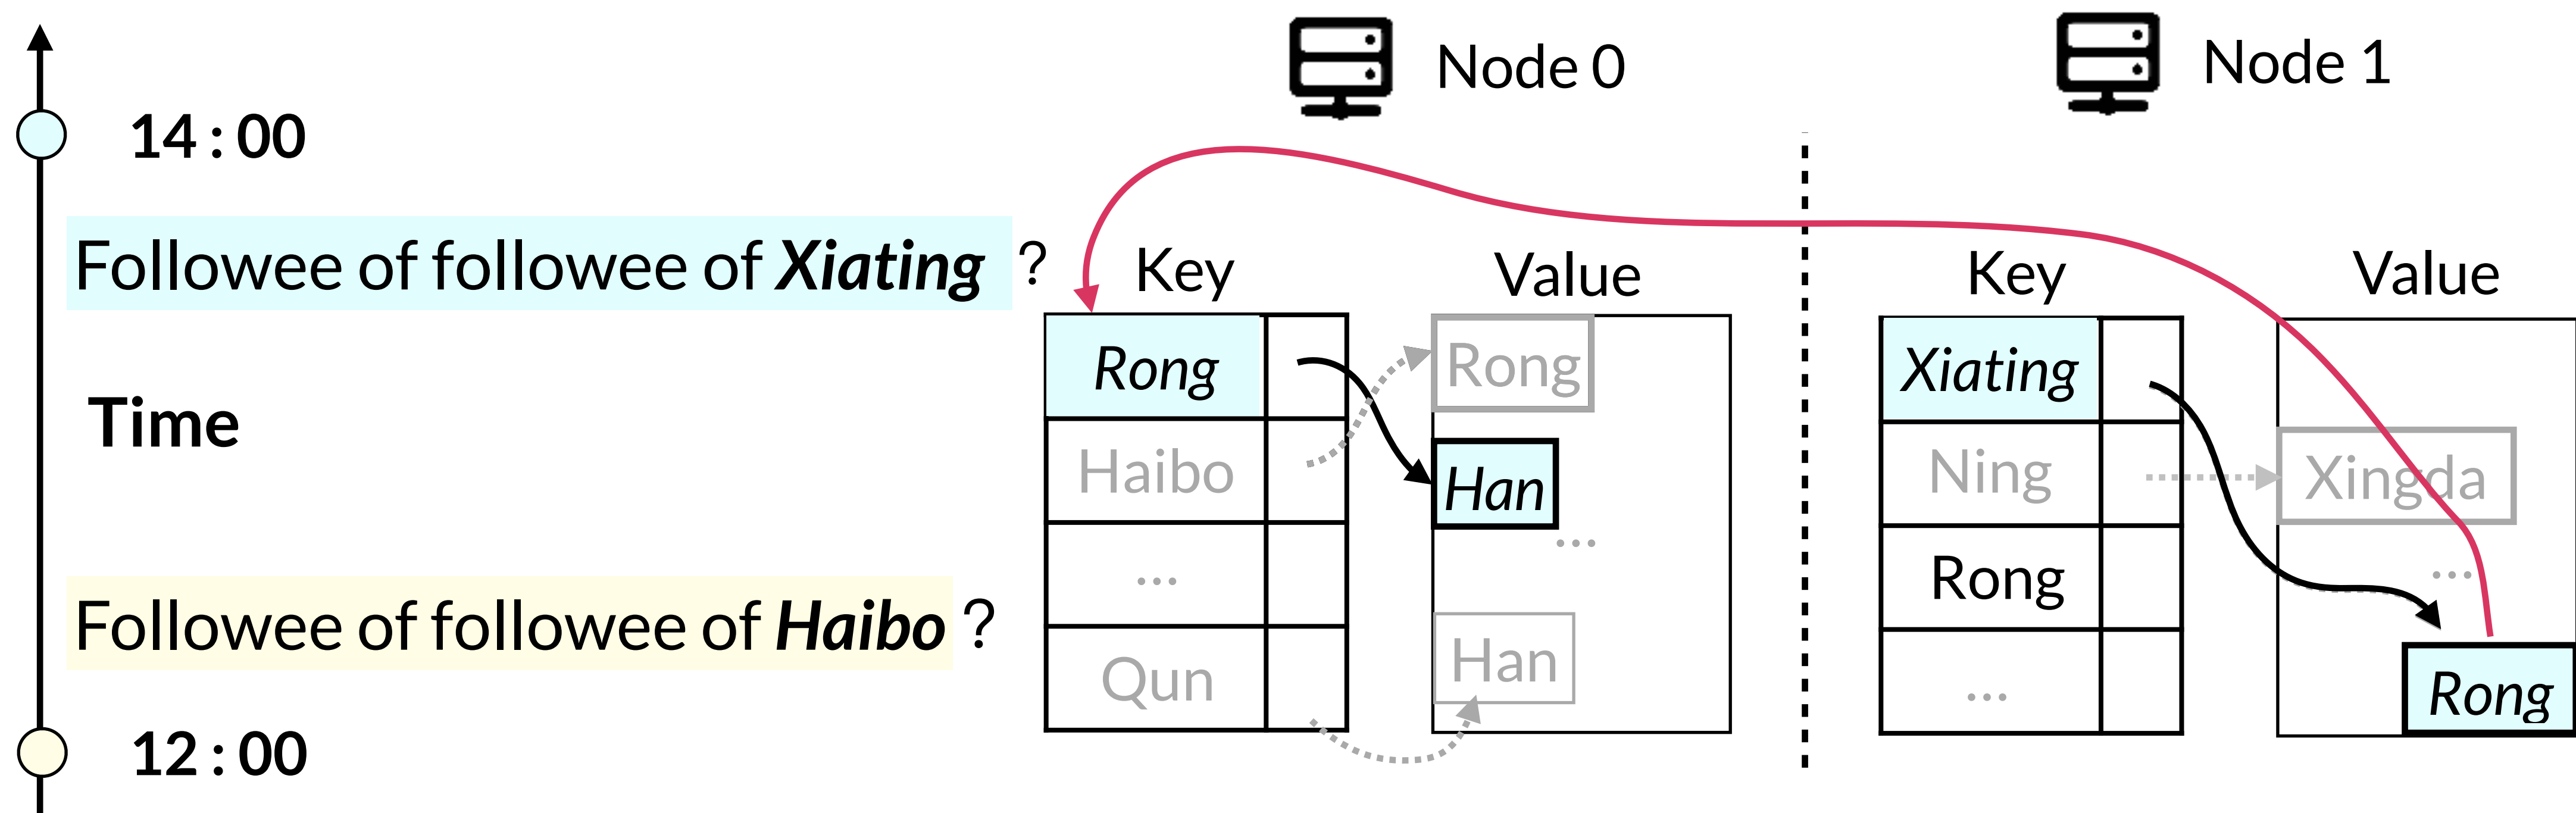 Node 0
Node 1
14 : 00
Followee of followee of Xiating ?
Key
Value
Key
Value
Rong
Rong
Xiating
Time
Haibo
Han
Ning
Xingda
...
...
Rong
...
Followee of followee of Haibo ?
Qun
Han
...
Rong
12 : 00